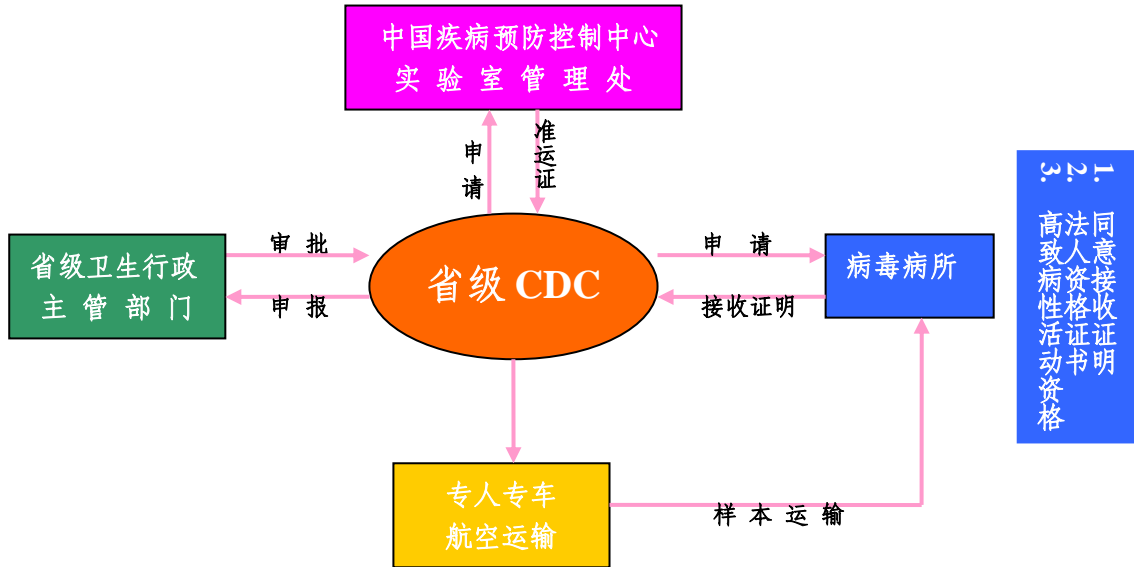 中国疾病预防控制中心
实验室管理处
申请
准运证
省级卫生行政
主管部门
审批
申报
省级 CDC
申请
接收证明
病毒病所
1. 同意接收证明
2. 法人资格证书
3. 高致病性活动资格
专人专车
航空运输
样本运输